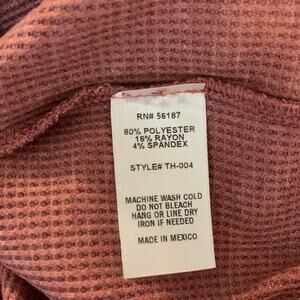 RN# 56187
80% POLYESTER
16% RAYON
4% SPANDEX
STYLE# TH-004
MACHINE WASH COLD
DO NOT BLEACH
HANG OR LINE DRY
IRON IF NEEDED
MADE IN MEXICO